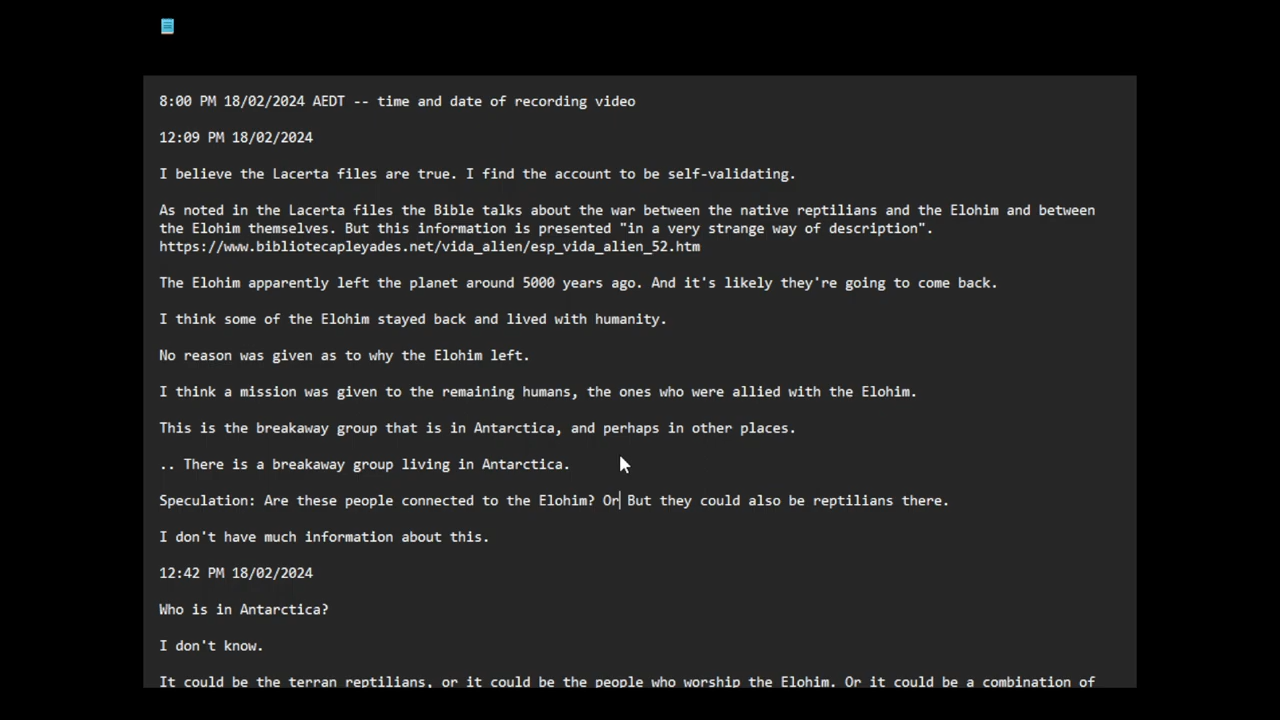 8:00 PM 18/02/2024 AEDT -- time and date of recording video
12:09 PM 18/02/2024
I believe the Lacerta files are true. I find the account to be self-validating.
As noted in the Lacerta files the Bible talks about the war between the native reptilians and the Elohim and between
the Elohim themselves. But this information is presented "in a very strange way of description".
https://www.bibliotecapleyades.net/vida_alien/esp_vida_alien_52.htm
The Elohim apparently left the planet around 5000 years ago. And it's likely they're going to come back.
I think some of the Elohim stayed back and lived with humanity.
No reason was given as to why the Elohim left.
I think a mission was given to the remaining humans, the ones who were allied with the Elohim.
This is the breakaway group that is in Antarctica, and perhaps in other places.
.. There is a breakaway group living in Antarctica.
Speculation: Are these people connected to the Elohim? Or But they could also be reptilians there.
I don't have much information about this.
12:42 PM 18/02/2024
Who is in Antarctica?
I don't know.
It could be the terran reptilians, or it could be the people who worship the Elohim. Or it could be a combination of